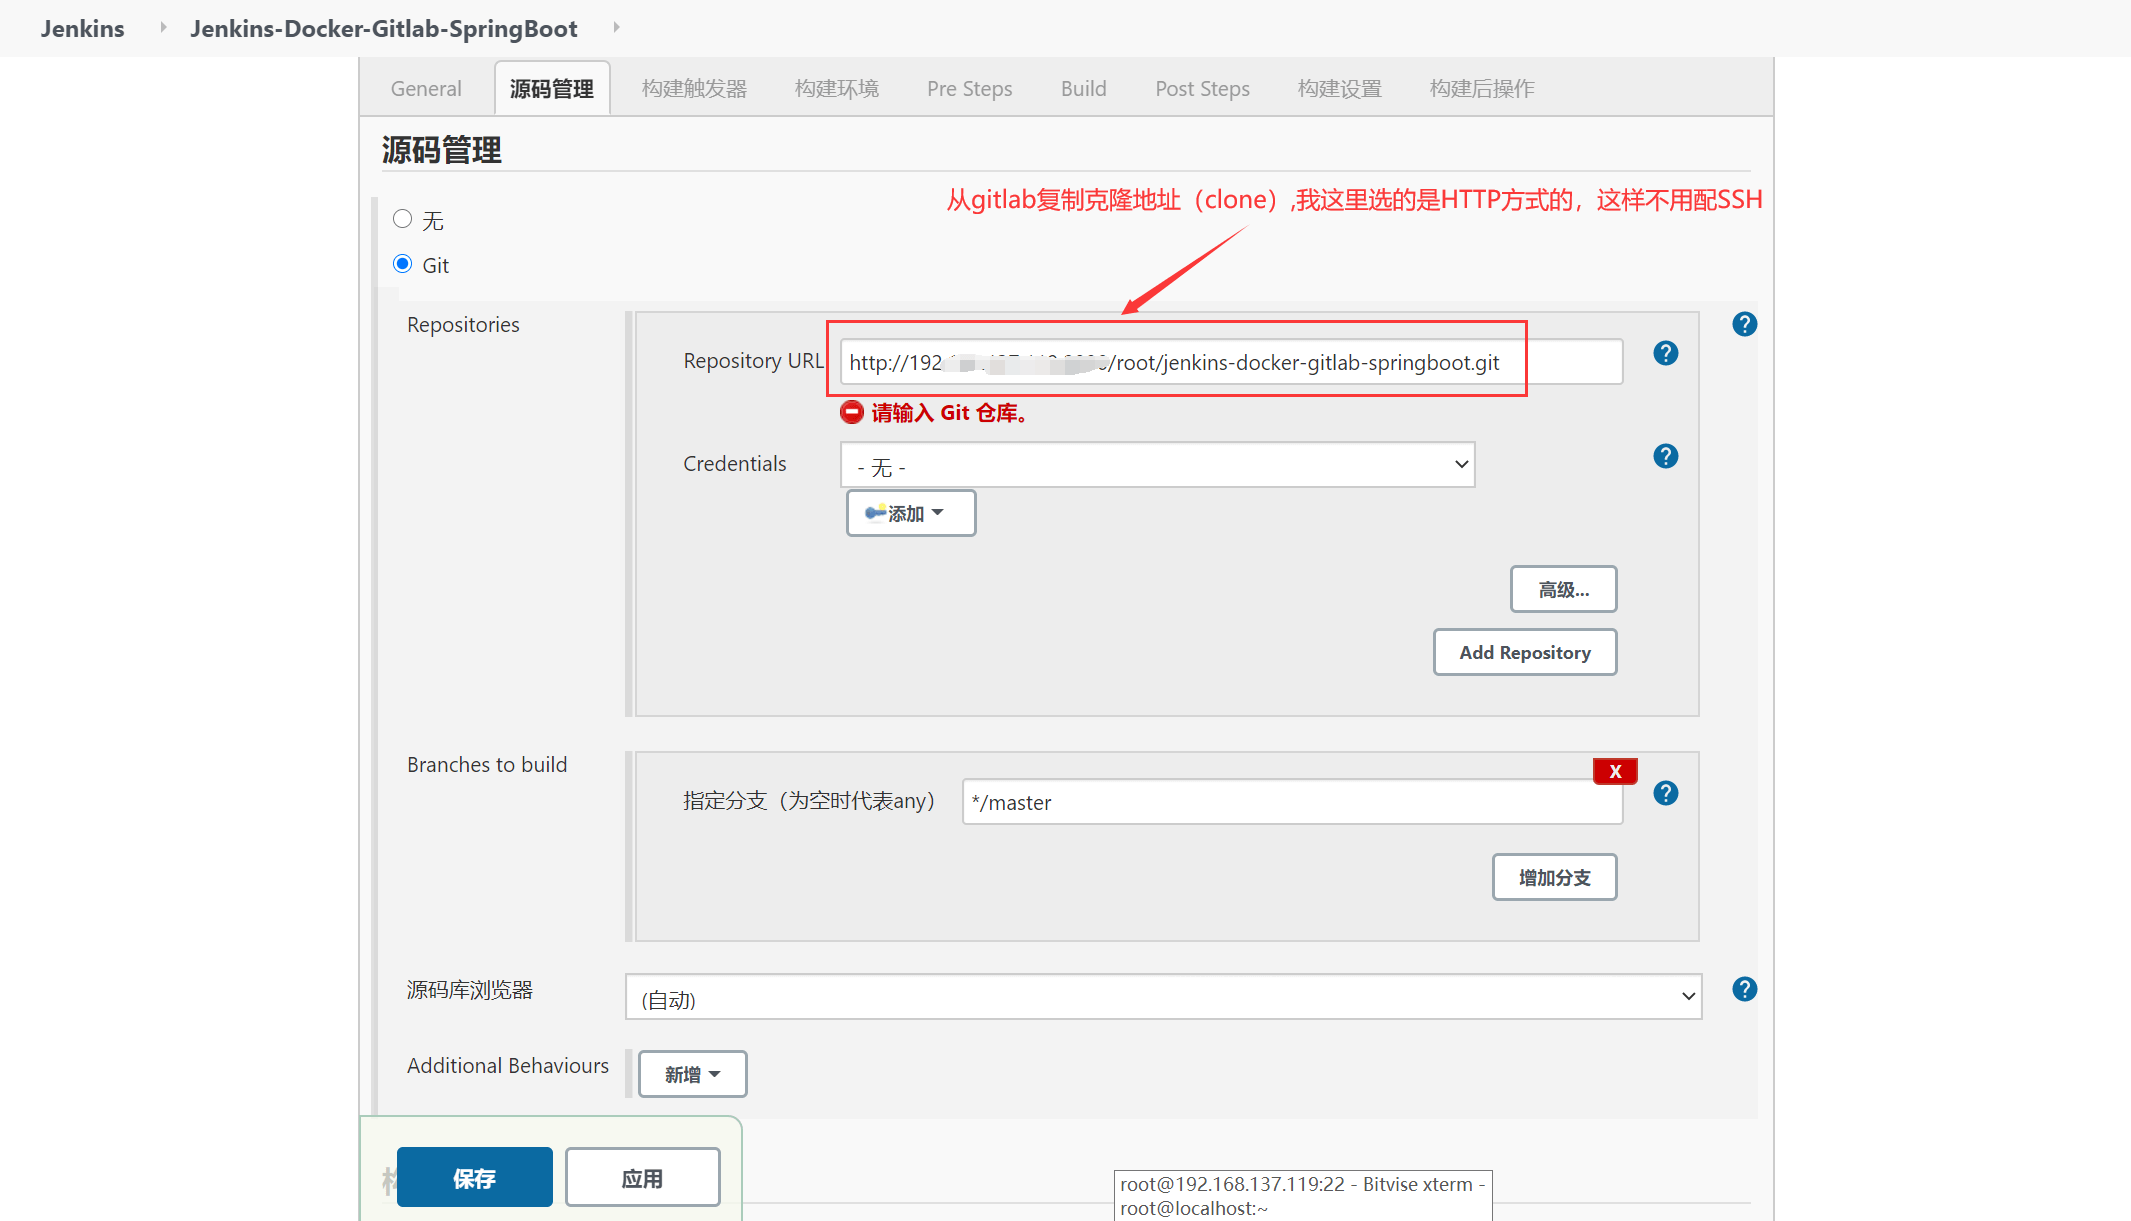 Jenkins
Jenkins-Docker-Gitlab-SpringBoot
General 源码管理 构建触发器 构建环境 Pre Steps Build Post Steps 构建设置 构建后操作
源码管理
从gitlab复制克隆地址（clone）,我这里选的是HTTP方式的，这样不用配SSH
无
Git
Repositories
Repository URL
http://192 /root/jenkins-docker-gitlab-springboot.git
请输入 Git 仓库。
Credentials
- 无 -
添加
高级...
Add Repository
Branches to build
X
指定分支（为空时代表any）
*/master
增加分支
源码库浏览器
(自动)
Additional Behaviours
新增
保存
应用
root@192.168.137.119:22 - Bitvise xterm -
root@localhost:~